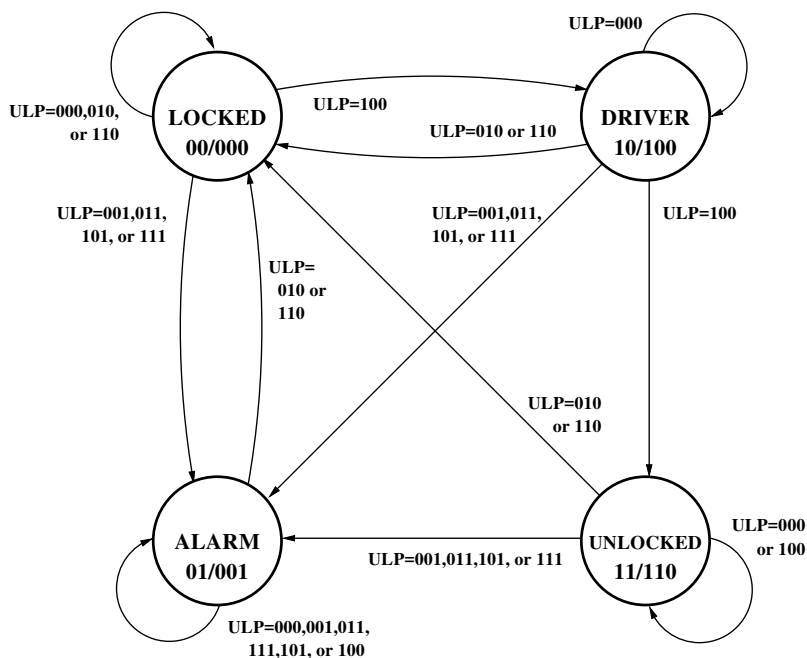 ULP=000
ULP=000,010,
or 110
LOCKED
00/000
ULP=100
ULP=010 or 110
DRIVER
10/100
ULP=001,011,
101, or 111
ULP=
010 or
110
ULP=001,011,
101, or 111
ULP=100
ULP=010
or 110
ALARM
01/001
ULP=001,011,101, or 111
UNLOCKED
11/110
ULP=000
or 100
ULP=000,001,011,
111,101, or 100